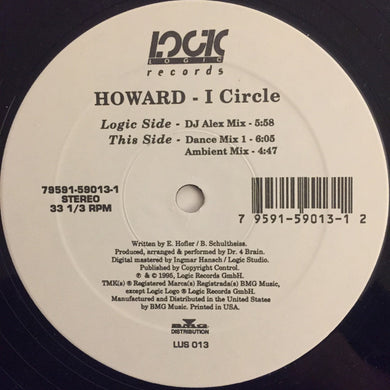 LOGIC
LOGIC
records
HOWARD - I Circle
Logic Side - DJ Alex Mix - 5:58
This Side - Dance Mix 1 - 6:05
Ambient Mix - 4:47
79591-59013-1
STEREO
33 1/3 RPM
7 9591-59013-1 2
Written by E. Hofler / B. Schultheiss.
Produced, arranged & performed by Dr. 4 Brain.
Digital mastered by Ingmar Hansch / Logic Studio.
Published by Copyright Control.
℗ & © 1995, Logic Records GmbH.
TMK(s) ® Registered Marca(s) Registrada(s) BMG Music,
except Logic Logo ® Logic Records GmbH.
Manufactured and Distributed in the United States
by BMG Music. Printed in USA.
BMG
DISTRIBUTION
LUS 013